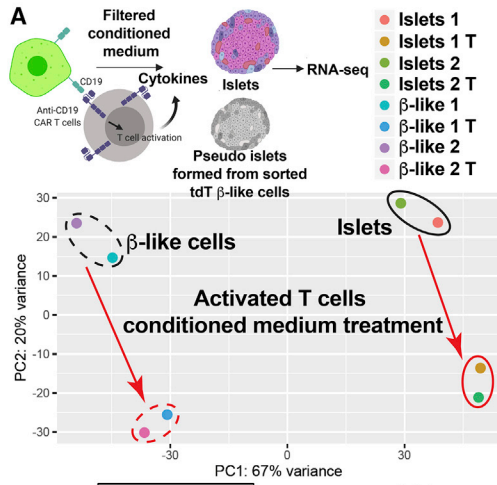 A
Filtered
conditioned
medium
Cytokines
CD19
Anti-CD19
CAR T cells
T cell activation
Islets
RNA-seq
Pseudo islets
formed from sorted
tdT β-like cells
Islets 1
Islets 1 T
Islets 2
Islets 2 T
β-like 1
β-like 1 T
β-like 2
β-like 2 T
PC2: 20% variance
30
20
10
0
-10
-20
-30
β-like cells
Islets
Activated T cells
conditioned medium treatment
-30
0
30
PC1: 67% variance